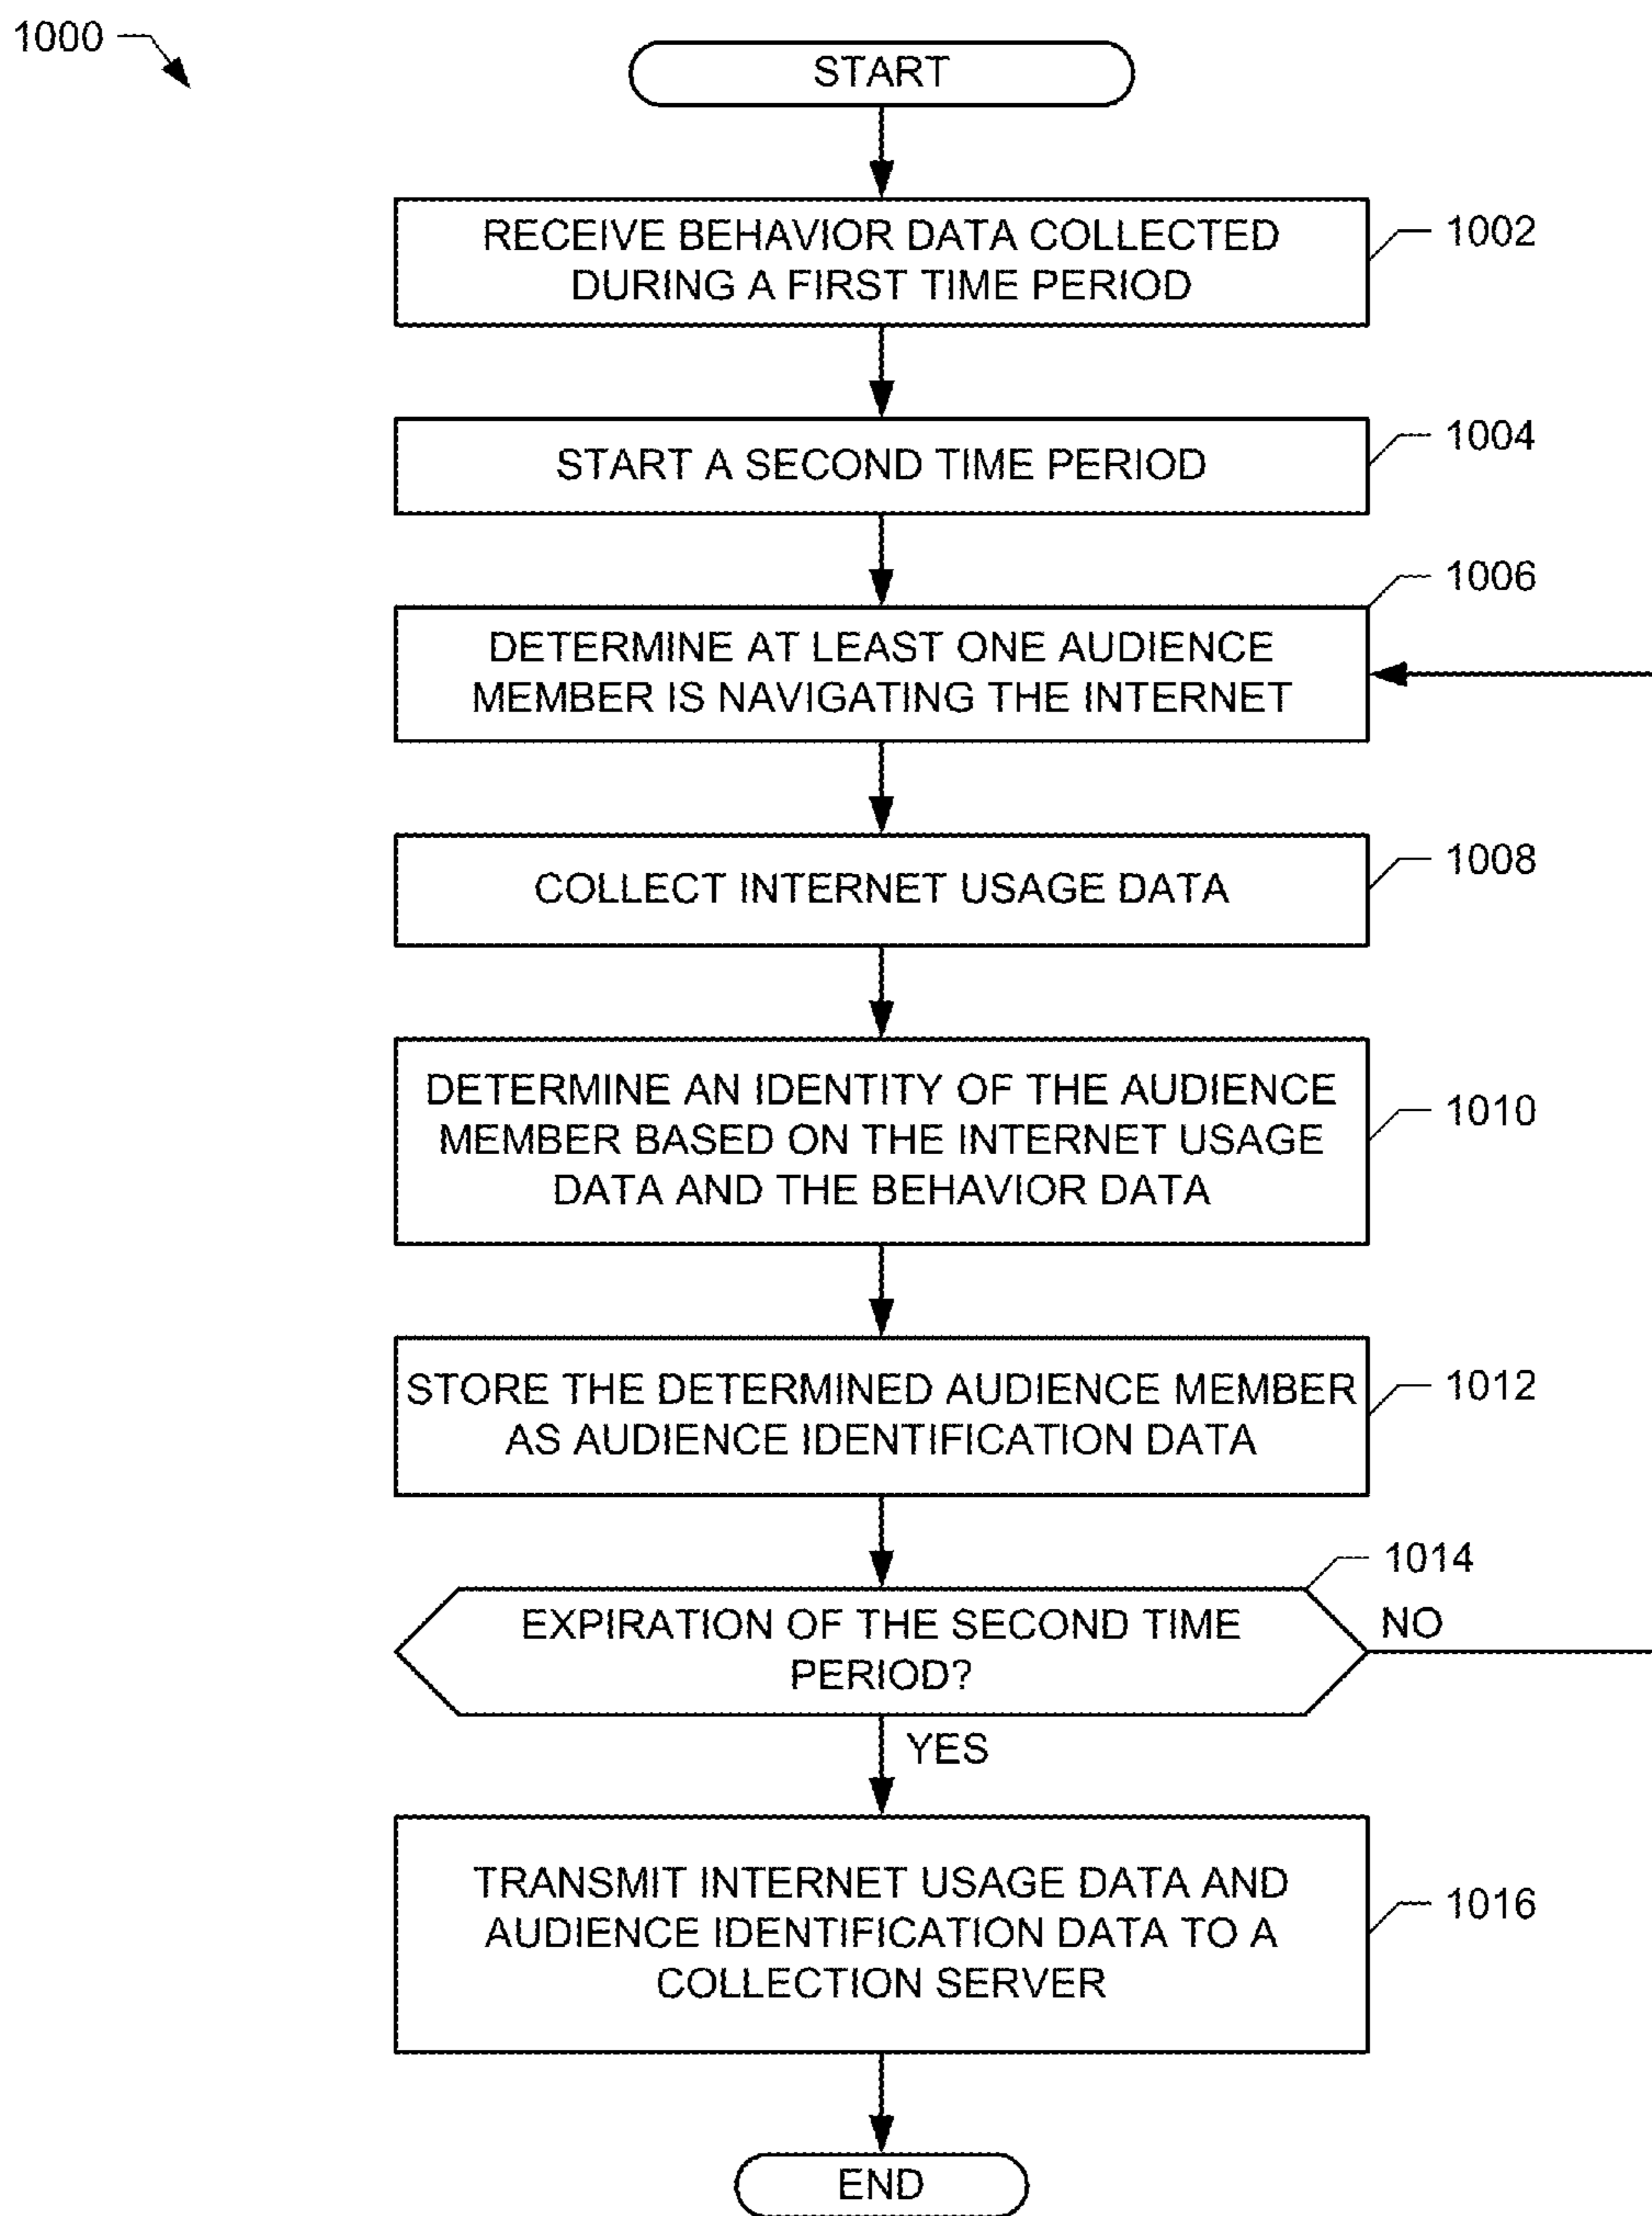 1000
START
RECEIVE BEHAVIOR DATA COLLECTED
DURING A FIRST TIME PERIOD
1002
START A SECOND TIME PERIOD
1004
1006
DETERMINE AT LEAST ONE AUDIENCE
MEMBER IS NAVIGATING THE INTERNET
COLLECT INTERNET USAGE DATA
1008
DETERMINE AN IDENTITY OF THE AUDIENCE
MEMBER BASED ON THE INTERNET USAGE
DATA AND THE BEHAVIOR DATA
1010
STORE THE DETERMINED AUDIENCE MEMBER
AS AUDIENCE IDENTIFICATION DATA
1012
1014
EXPIRATION OF THE SECOND TIME
PERIOD?
NO
YES
TRANSMIT INTERNET USAGE DATA AND
AUDIENCE IDENTIFICATION DATA TO A
COLLECTION SERVER
1016
END